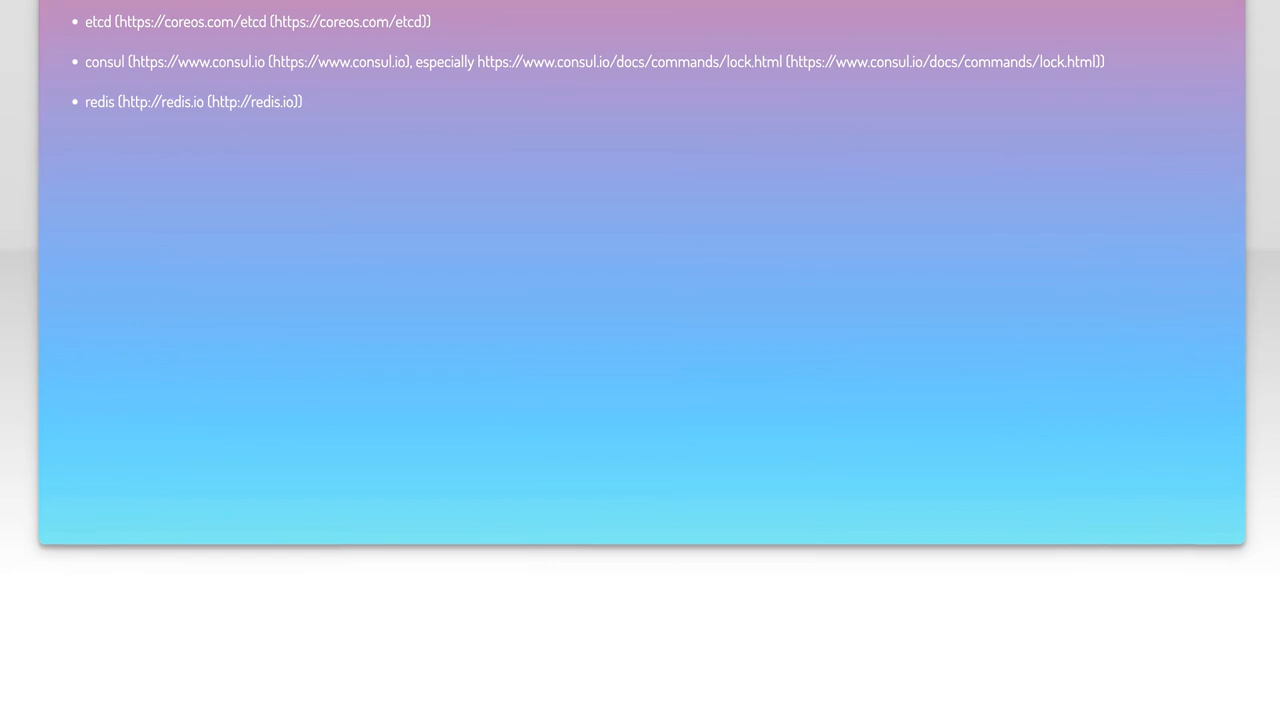 • etcd (https://coreos.com/etcd (https://coreos.com/etcd))
• consul (https://www.consul.io (https://www.consul.io), especially https://www.consul.io/docs/commands/lock.html (https://www.consul.io/docs/commands/lock.html))
• redis (http://redis.io (http://redis.io))